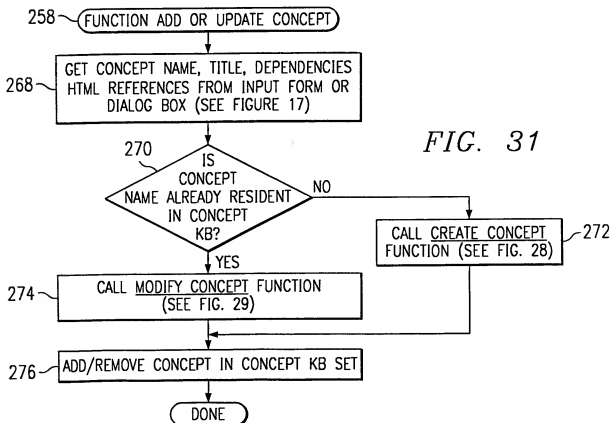 258
FUNCTION ADD OR UPDATE CONCEPT
268
GET CONCEPT NAME, TITLE, DEPENDENCIES
HTML REFERENCES FROM INPUT FORM OR
DIALOG BOX (SEE FIGURE 17)
FIG. 31
270
IS
CONCEPT
NAME ALREADY RESIDENT
IN CONCEPT
KB?
NO
YES
CALL CREATE CONCEPT
FUNCTION (SEE FIG. 28)
272
274
CALL MODIFY CONCEPT FUNCTION
(SEE FIG. 29)
276
ADD/REMOVE CONCEPT IN CONCEPT KB SET
DONE